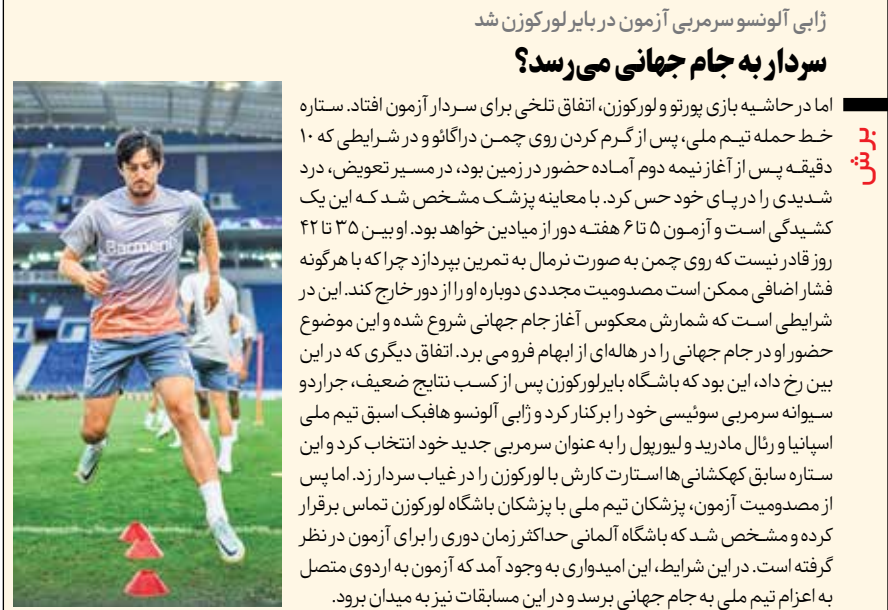 ژابی آلونسو سرمربی آزمون در بایر لورکوزن شد
سردار به جام جهانی می‌رسد؟
برش
اما در حاشیه بازی پورتو و لورکوزن، اتفاق تلخی برای سردار آزمون افتاد. ستاره
خط حمله تیم ملی، پس از گرم کردن روی چمن دراگائو و در شرایطی که ۱۰
دقیقه پس از آغاز نیمه دوم آماده حضور در زمین بود، در مسیر تعویض، درد
شدیدی را در پای خود حس کرد. با معاینه پزشک مشخص شد که این یک
کشیدگی است و آزمون ۵ تا ۶ هفته دور از میادین خواهد بود. او بین ۳۵ تا ۴۲
روز قادر نیست که روی چمن به صورت نرمال به تمرین بپردازد چرا که با هرگونه
فشار اضافی ممکن است مصدومیت مجددی دوباره او را از دور خارج کند. این در
شرایطی است که شمارش معکوس آغاز جام جهانی شروع شده و این موضوع
حضور او در جام جهانی را در هاله‌ای از ابهام فرو می برد. اتفاق دیگری که در این
بین رخ داد، این بود که باشگاه بایرلورکوزن پس از کسب نتایج ضعیف، جراردو
سیوانه سرمربی سوئیسی خود را برکنار کرد و ژابی آلونسو هافبک اسبق تیم ملی
اسپانیا و رئال مادرید و لیورپول را به عنوان سرمربی جدید خود انتخاب کرد و این
ستاره سابق کهکشانی‌ها استارت کارش با لورکوزن را در غیاب سردار زد. اما پس
از مصدومیت آزمون، پزشکان تیم ملی با پزشکان باشگاه لورکوزن تماس برقرار
کرده و مشخص شد که باشگاه آلمانی حداکثر زمان دوری را برای آزمون در نظر
گرفته است. در این شرایط، این امیدواری به وجود آمد که آزمون به اردوی متصل
به اعزام تیم ملی به جام جهانی برسد و در این مسابقات نیز به میدان برود.
Barmeni